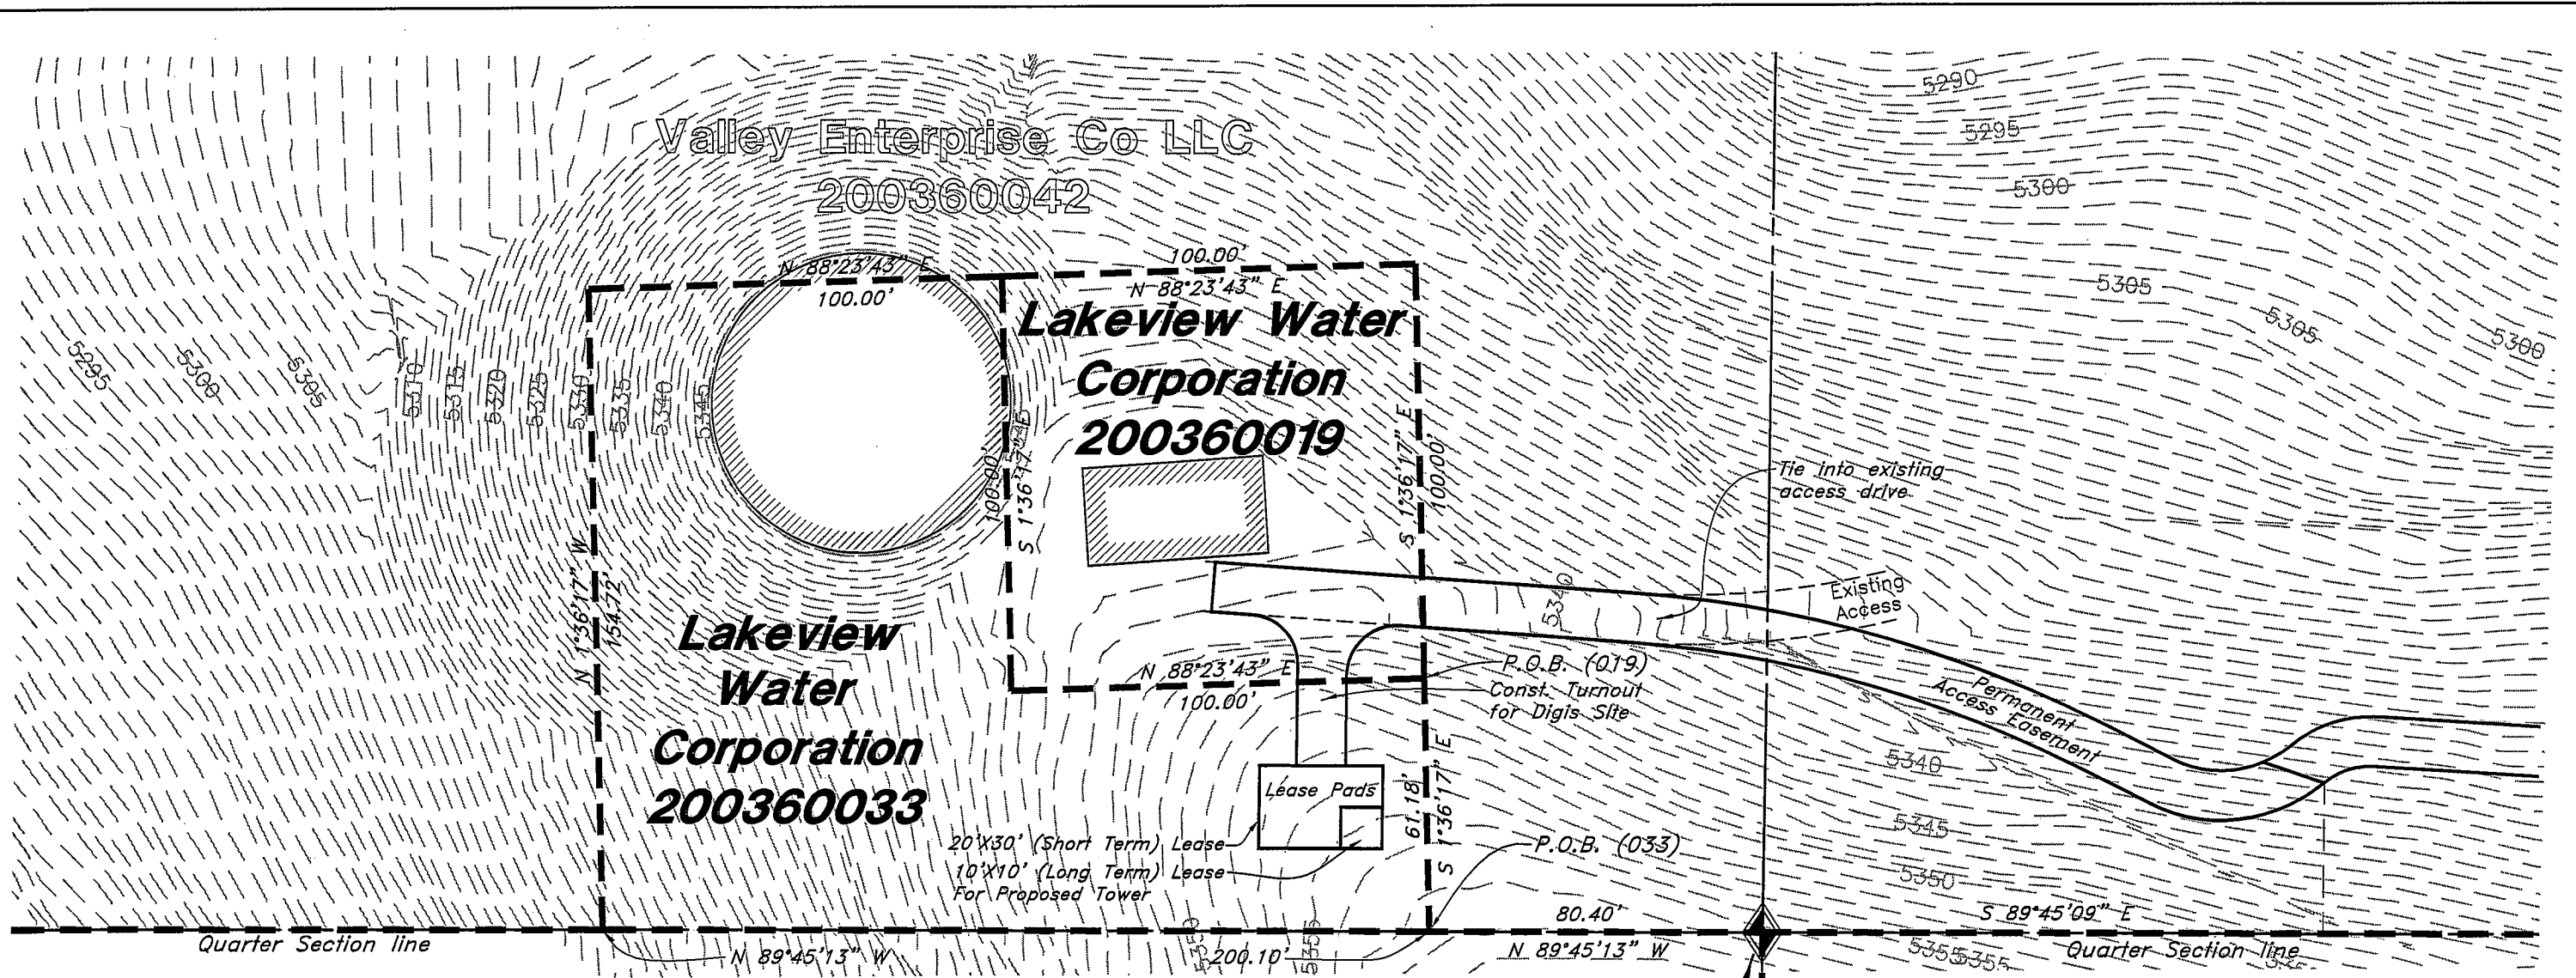 Valley Enterprise Co LLC
200360042
5290
5295
5300
5305
5305
5300
5295
5300
5305
5310
5315
5320
5325
5330
5335
5340
5345
N 88°23'43" E
100.00'
100.00'
N 88°23'43" E
Lakeview Water
Corporation
200360019
100.00'
S 1°36'17" E
S 1°36'17" E
100.00'
Tie into existing
access drive
N 1°36'17" W
154.72'
Lakeview
Water
Corporation
200360033
5340
Existing
Access
N 88°23'43" E
100.00'
P.O.B. (019)
Const. Turnout
for Digis Site
Permanent
Access Easement
Lease Pads
61.18'
S 1°36'17" E
20'X30' (Short Term) Lease
10'X10' (Long Term) Lease
For Proposed Tower
P.O.B. (033)
5340
5345
5350
Quarter Section line
N 89°45'13" W
5350
200.10'
5355
80.40'
N 89°45'13" W
S 89°45'09" E
5355
5355
Quarter Section line